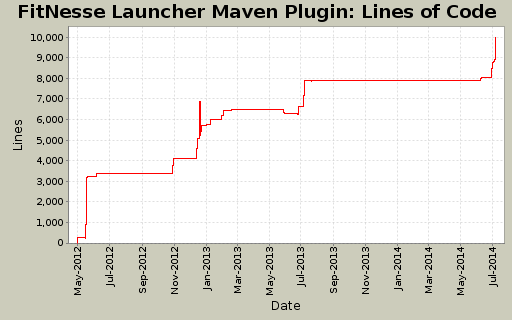 FitNesse Launcher Maven Plugin: Lines of Code
Lines
10,000
9,000
8,000
7,000
6,000
5,000
4,000
3,000
2,000
1,000
0
May-2012
Jul-2012
Sep-2012
Nov-2012
Jan-2013
Mar-2013
May-2013
Jul-2013
Sep-2013
Nov-2013
Jan-2014
Mar-2014
May-2014
Jul-2014
Date